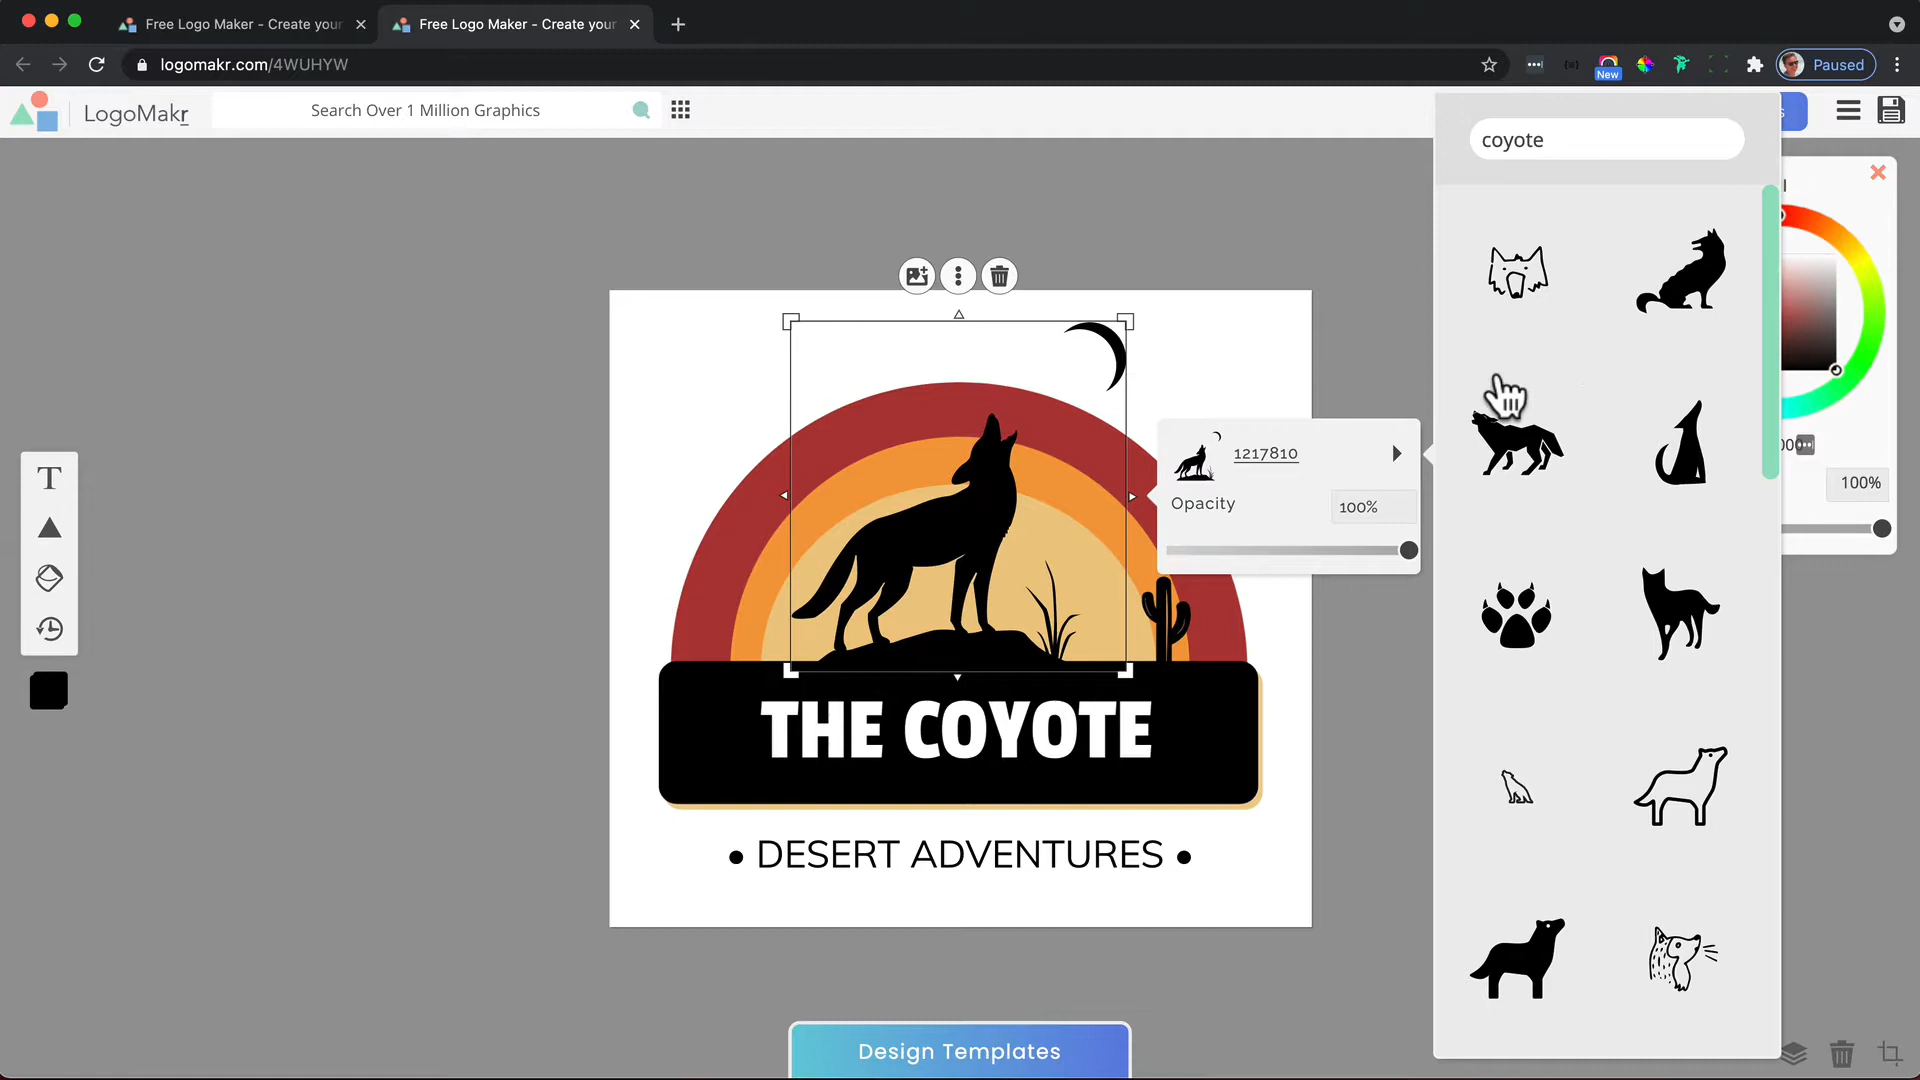 Free Logo Maker - Create your
Free Logo Maker - Create your
logomakr.com/4WUHYW
New
Paused
LogoMakr
Search Over 1 Million Graphics
coyote
1217810
Opacity
100%
100%
T
THE COYOTE
• DESERT ADVENTURES •
Design Templates